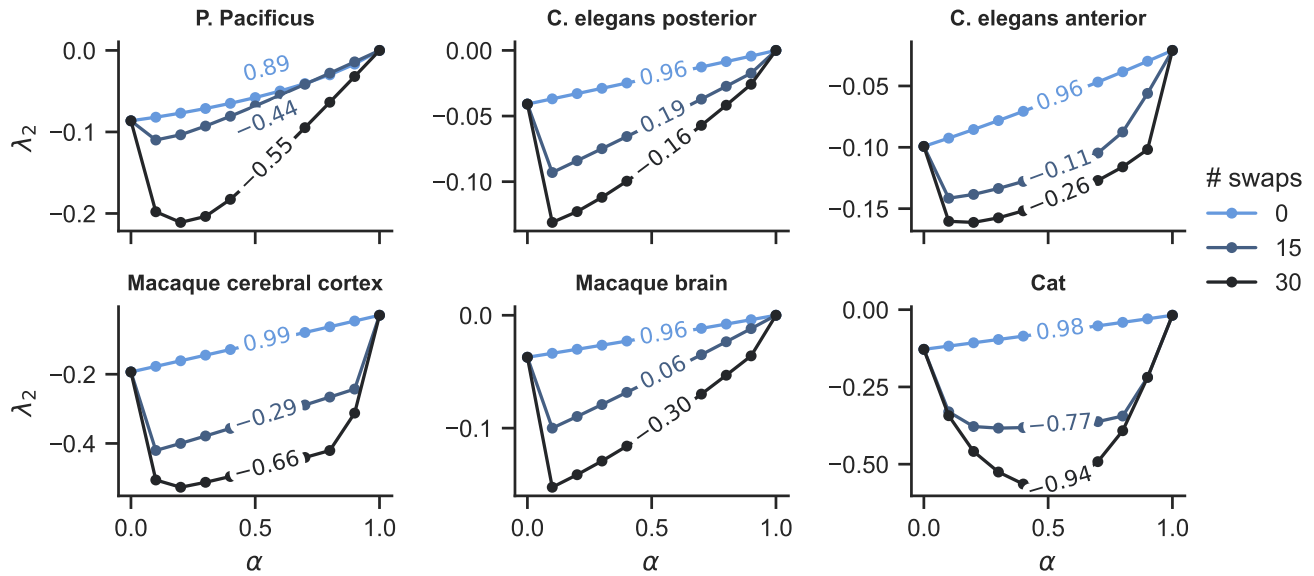 P. Pacificus
C. elegans posterior
C. elegans anterior
λ2
0.0
−0.1
−0.2
0.89
−0.44
−0.55
0.00
−0.05
−0.10
0.96
0.19
−0.16
−0.05
−0.10
−0.15
0.96
−0.11
−0.26
# swaps
0
15
30
Macaque cerebral cortex
Macaque brain
Cat
λ2
−0.2
−0.4
0.99
−0.29
−0.66
0.0 0.5 1.0
α
0.0
−0.1
0.96
0.06
−0.30
0.0 0.5 1.0
α
0.00
−0.25
−0.50
0.98
−0.77
−0.94
0.0 0.5 1.0
α